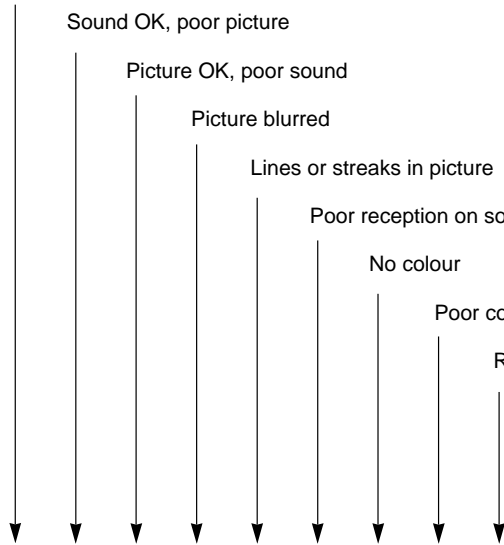 Sound OK, poor picture
Picture OK, poor sound
Picture blurred
Lines or streaks in picture
Poor reception on
No colour
Poor